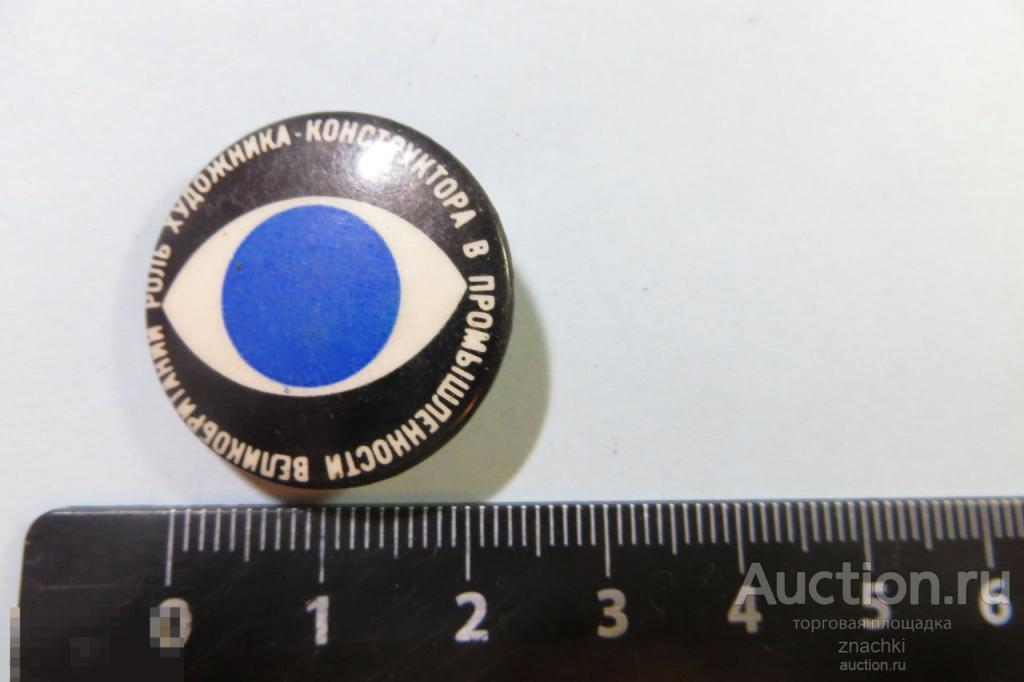 РОЛЬ ХУДОЖНИКА-КОНСТРУКТОРА В ПРОМЫШЛЕННОСТИ ВЕЛИКОБРИТАНИИ
0 1 2 3 4 5 6
Auction.ru
торговая площадка
znachki
auction.ru